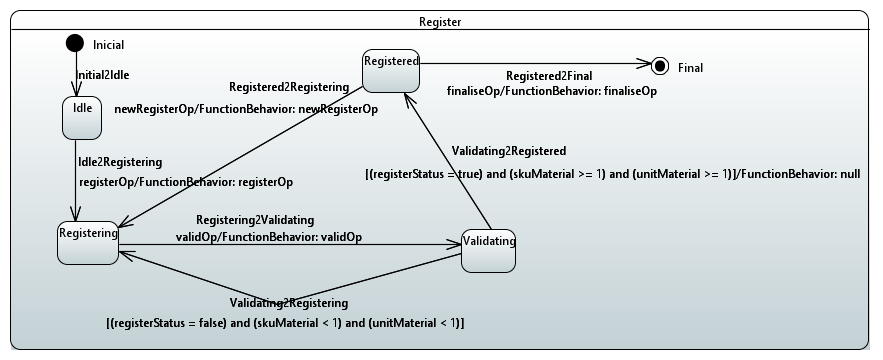 Register
Inicial
Initial2Idle
Idle
Registered
Final
Registered2Final
finaliseOp/FunctionBehavior: finaliseOp
Registered2Registering
newRegisterOp/FunctionBehavior: newRegisterOp
Idle2Registering
registerOp/FunctionBehavior: registerOp
Validating2Registered
[(registerStatus = true) and (skuMaterial >= 1) and (unitMaterial >= 1)]/FunctionBehavior: null
Registering
Registering2Validating
validOp/FunctionBehavior: validOp
Validating
Validating2Registering
[(registerStatus = false) and (skuMaterial < 1) and (unitMaterial < 1)]